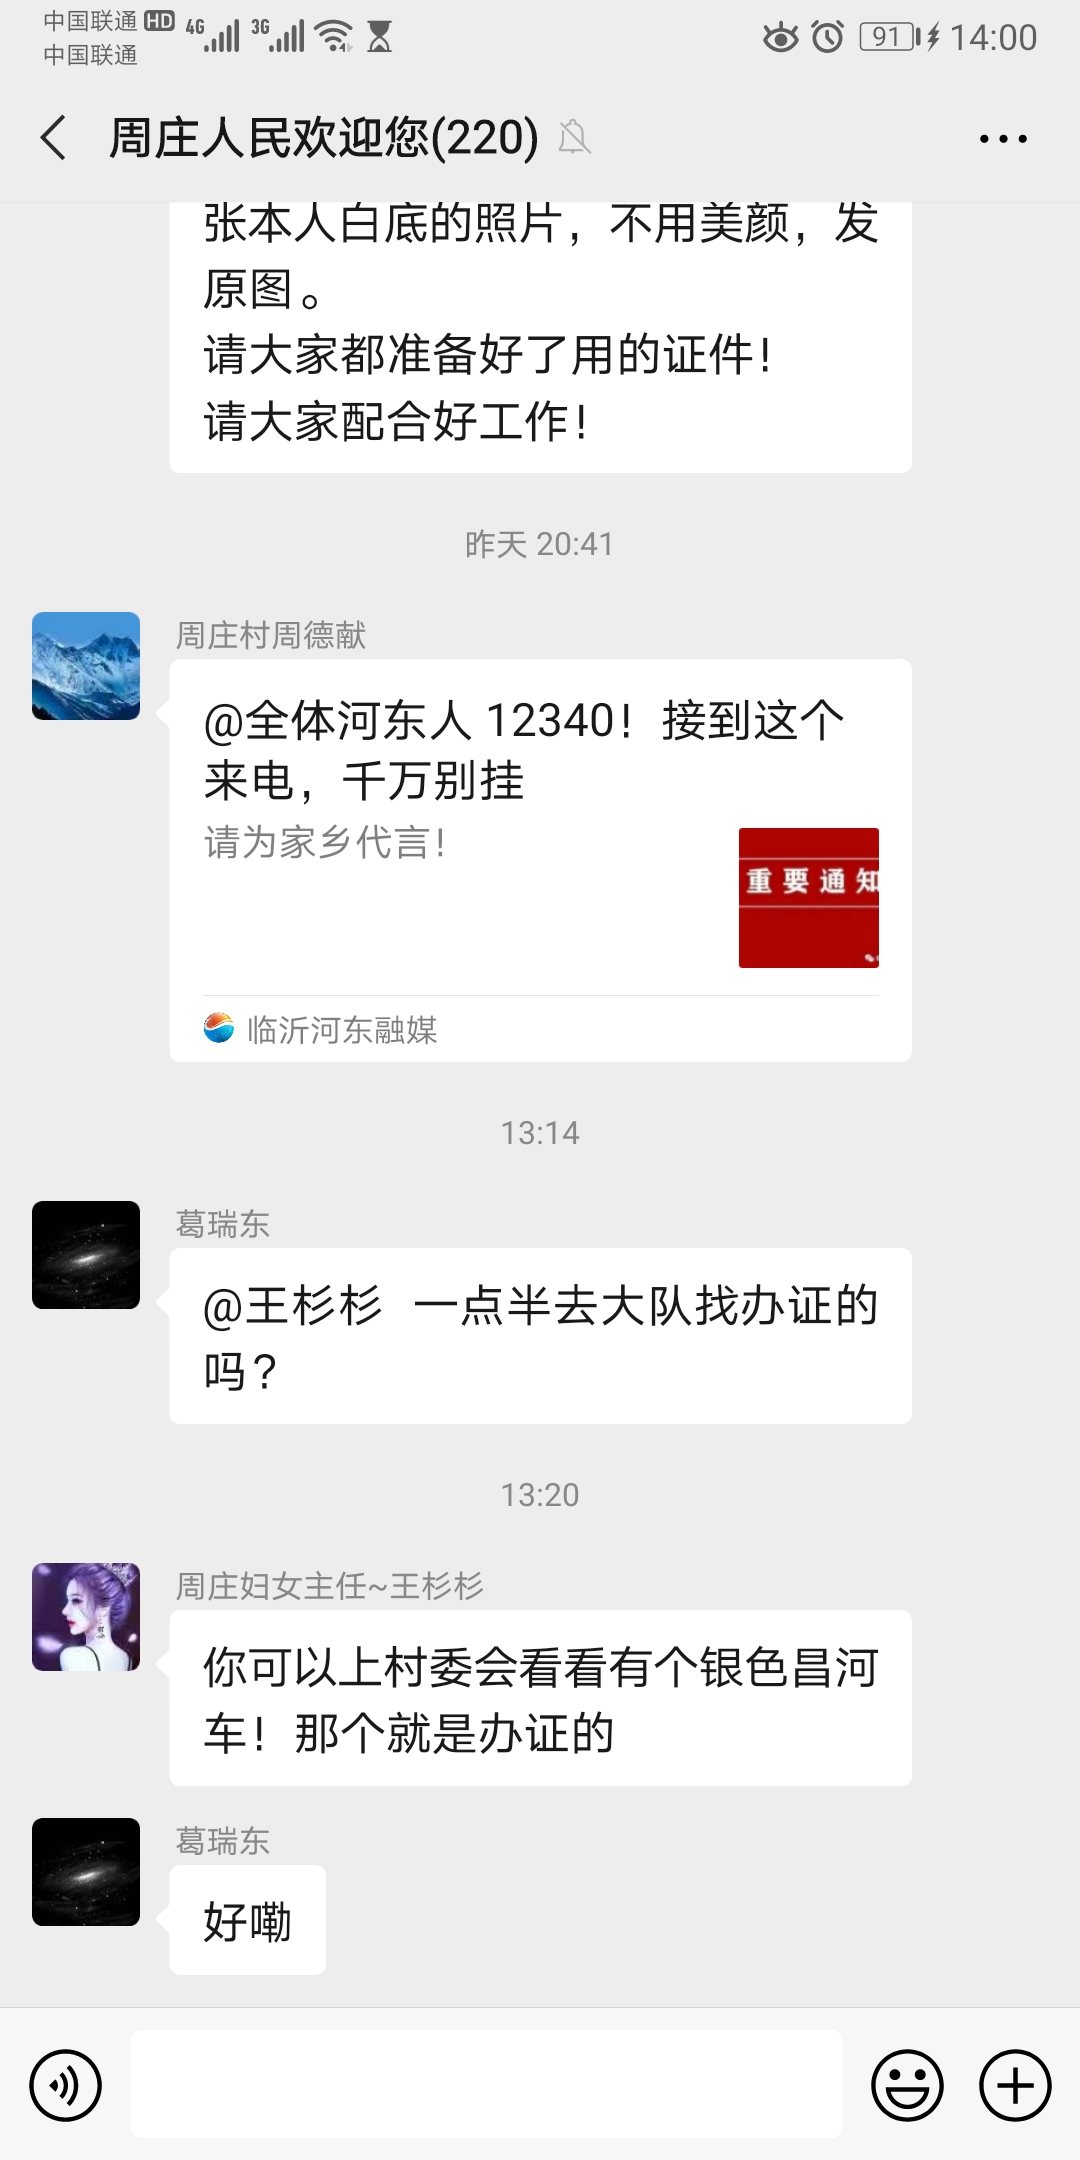 中国联通 HD 4G 3G 91 14:00
中国联通
周庄人民欢迎您(220)
张本人白底的照片，不用美颜，发
原图。
请大家都准备好了用的证件！
请大家配合好工作！
昨天 20:41
周庄村周德献
@全体河东人 12340！接到这个
来电，千万别挂
请为家乡代言！
重要通知
临沂河东融媒
13:14
葛瑞东
@王杉杉 一点半去大队找办证的
吗？
13:20
周庄妇女主任~王杉杉
你可以上村委会看看有个银色昌河
车！那个就是办证的
葛瑞东
好嘞